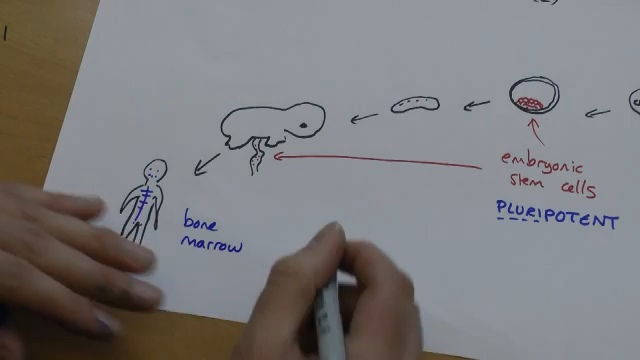 embryonic
stem cells
PLURIPOTENT
bone
marrow